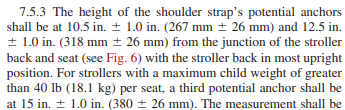 7.5.3 The height of the shoulder strap's potential anchors
shall be at 10.5 in. ± 1.0 in. (267 mm ± 26 mm) and 12.5 in.
± 1.0 in. (318 mm ± 26 mm) from the junction of the stroller
back and seat (see Fig. 6) with the stroller back in most upright
position. For strollers with a maximum child weight of greater
than 40 lb (18.1 kg) per seat, a third potential anchor shall be
at 15 in. ± 1.0 in. (380 ± 26 mm). The measurement shall be